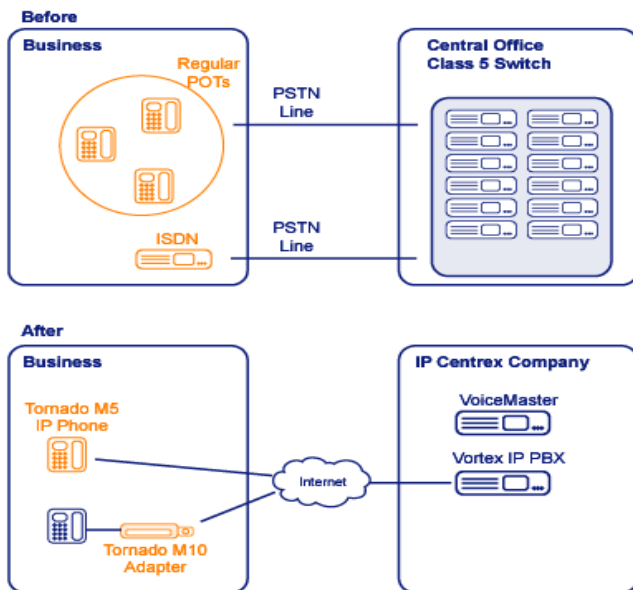 Before
Business
Regular
POTs
ISDN
PSTN
Line
PSTN
Line
Central Office
Class 5 Switch
After
Business
Tornado M5
IP Phone
Tornado M10
Adapter
Internet
IP Centrex Company
VoiceMaster
Vortex IP PBX